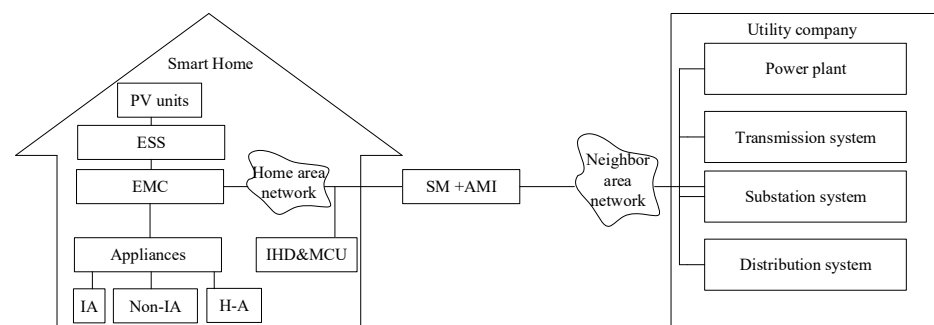 Smart Home
PV units
ESS
EMC
Appliances
IA
Non-IA
H-A
Home area
network
IHD&MCU
SM +AMI
Neighbor
area
network
Utility company
Power plant
Transmission system
Substation system
Distribution system